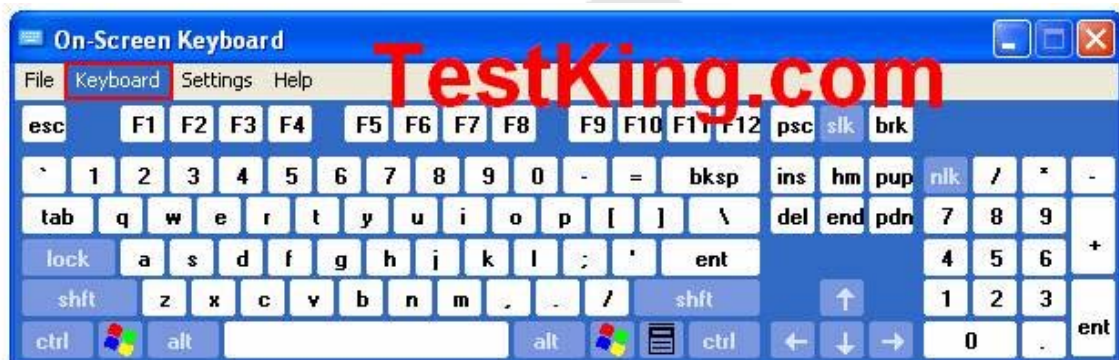 On-Screen Keyboard
TestKing.com
File Keyboard Settings Help
esc F1 F2 F3 F4 F5 F6 F7 F8 F9 F10 F11 F12 psc slk brk
` 1 2 3 4 5 6 7 8 9 0 - = bksp ins hm pup nlk / * -
tab q w e r t y u i o p [ ] \ del end pdn 7 8 9 +
lock a s d f g h j k l ; ' ent 4 5 6
shft z x c v b n m , . / shft ↑ 1 2 3 ent
ctrl alt alt ctrl ← ↓ → 0 .